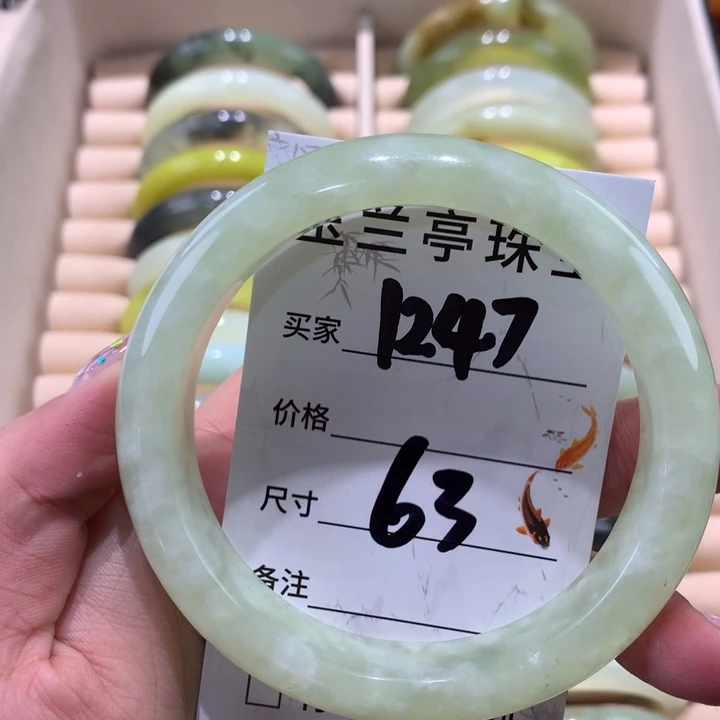 兰亭珠
买家 1247
价格
尺寸 63
备注